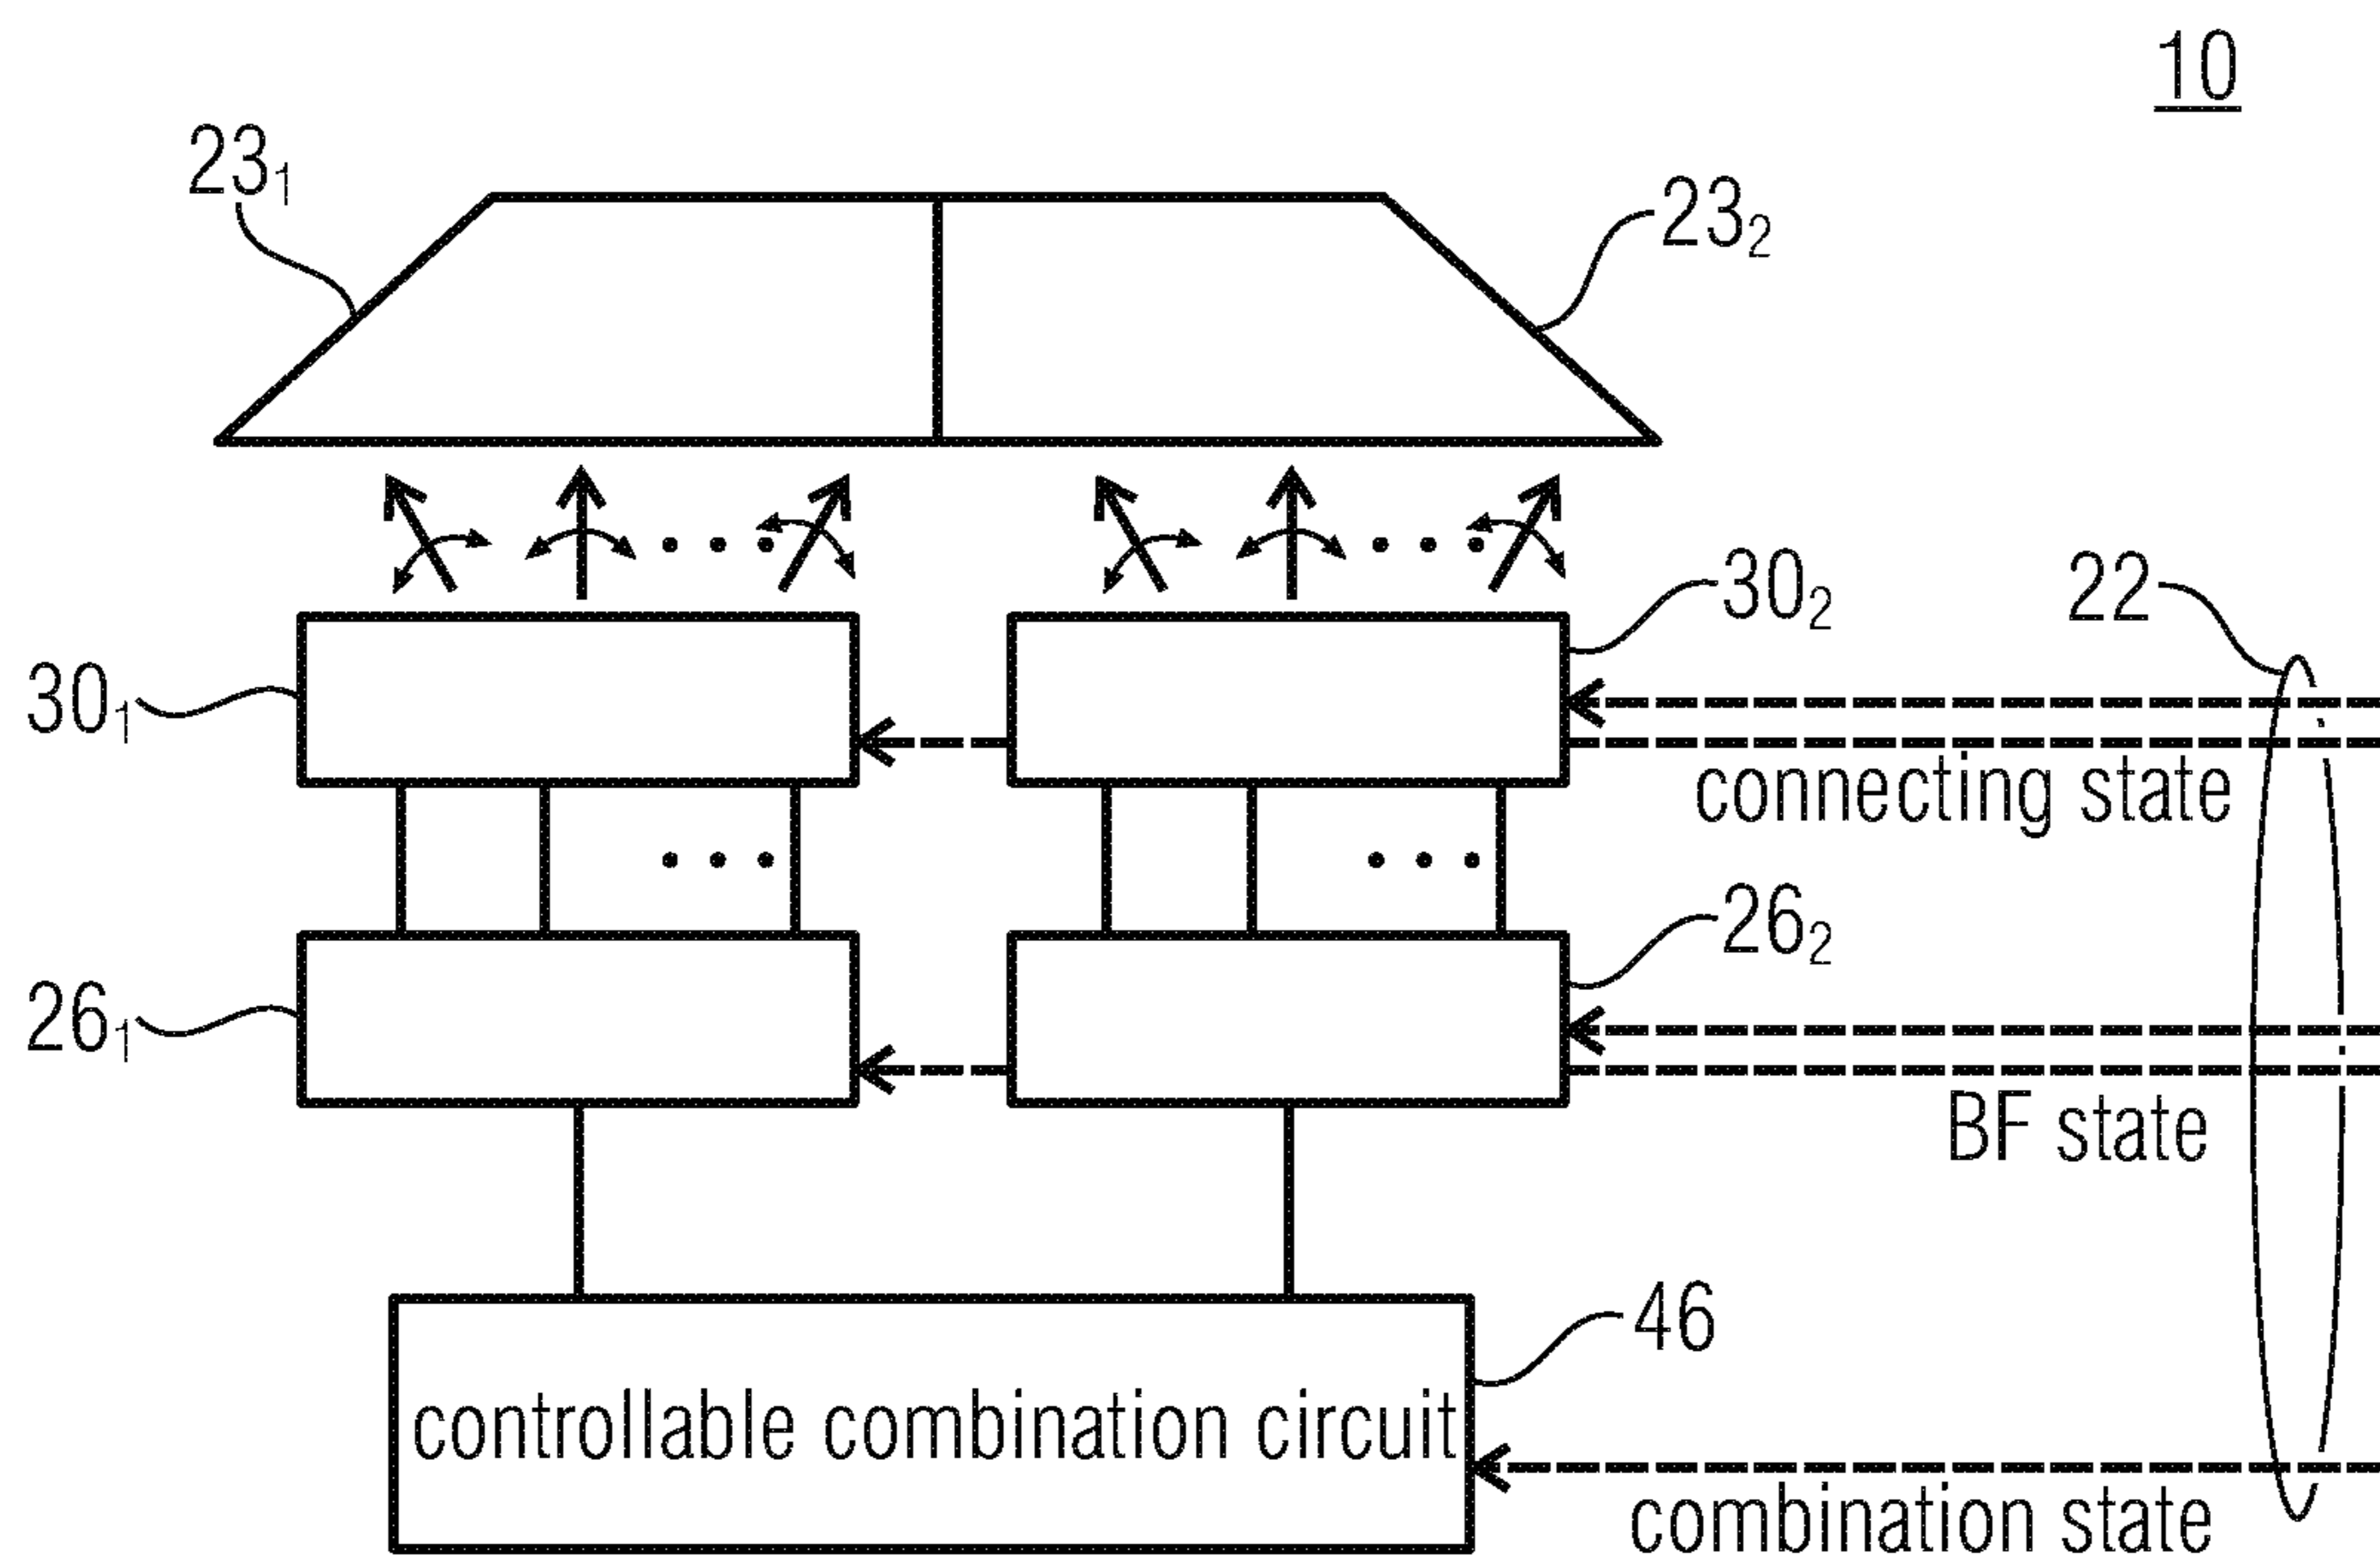 10
23₁
23₂
30₂
22
30₁
connecting state
26₂
26₁
BF state
46
controllable combination circuit
combination state